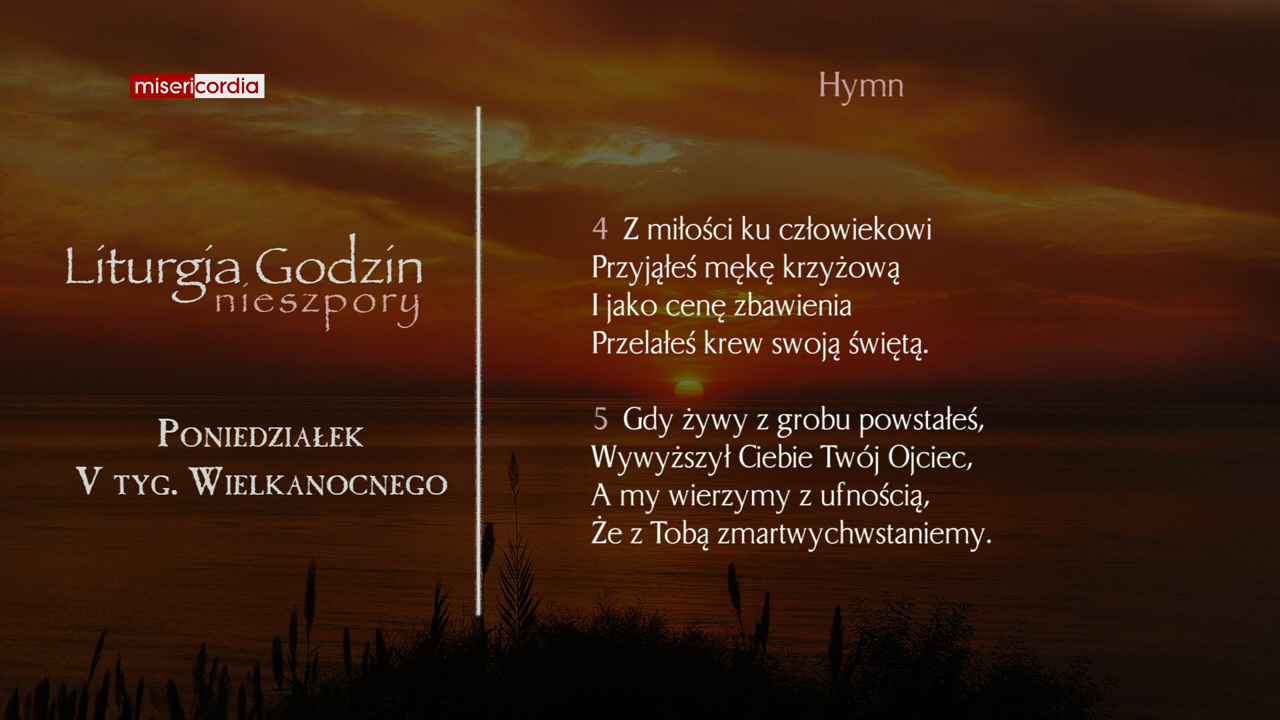 misericordia
Liturgia Godzin
nieszpory
Poniedziałek
V tyg. Wielkanocnego
Hymn
4 Z miłości ku człowiekowi
Przyjąłeś mękę krzyżową
I jako cenę zbawienia
Przelałeś krew swoją świętą.
5 Gdy żywy z grobu powstałeś,
Wywyższył Ciebie Twój Ojciec,
A my wierzymy z ufnością,
Że z Tobą zmartwychwstaniemy.